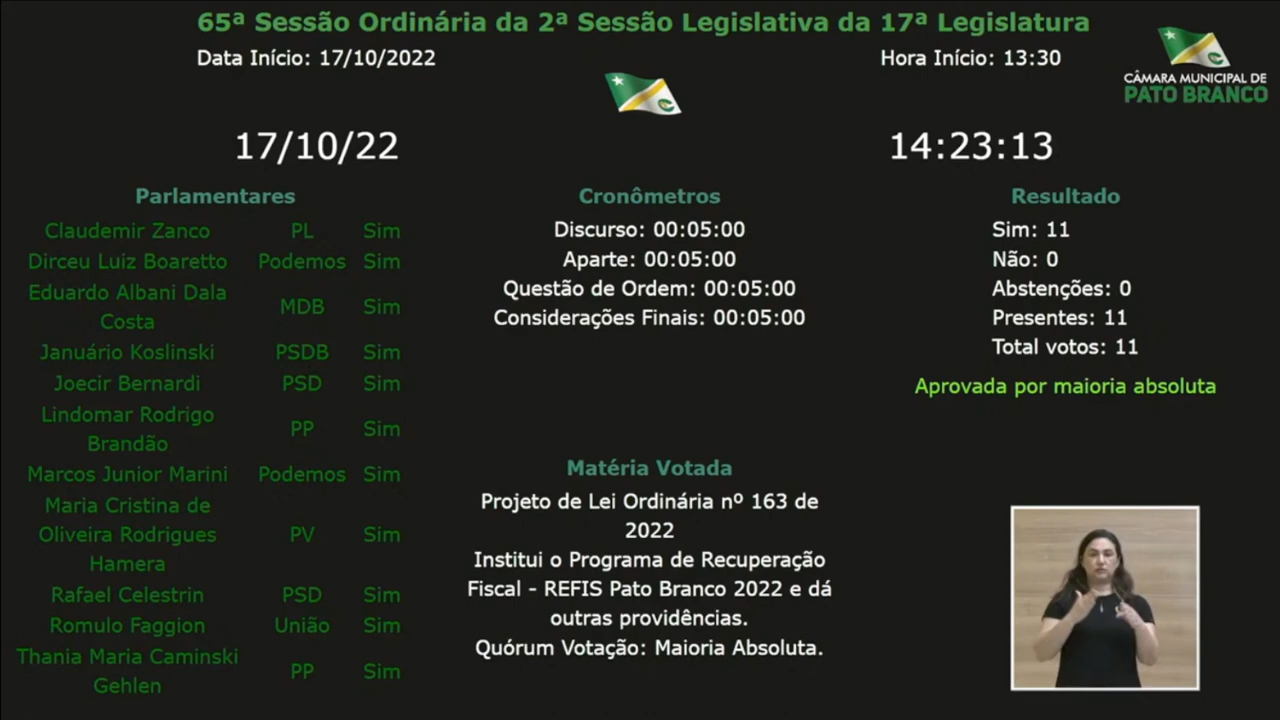 65ª Sessão Ordinária da 2ª Sessão Legislativa da 17ª Legislatura
Data Início: 17/10/2022
Hora Início: 13:30
CÂMARA MUNICIPAL DE
PATO BRANCO
17/10/22
14:23:13
Parlamentares
Claudemir Zanco PL Sim
Dirceu Luiz Boaretto Podemos Sim
Eduardo Albani Dala
Costa MDB Sim
Januário Koslinski PSDB Sim
Joecir Bernardi PSD Sim
Lindomar Rodrigo
Brandão PP Sim
Marcos Junior Marini Podemos Sim
Maria Cristina de
Oliveira Rodrigues PV Sim
Hamera
Rafael Celestrin PSD Sim
Romulo Faggion União Sim
Thania Maria Caminski
Gehlen PP Sim
Cronômetros
Discurso: 00:05:00
Aparte: 00:05:00
Questão de Ordem: 00:05:00
Considerações Finais: 00:05:00
Matéria Votada
Projeto de Lei Ordinária nº 163 de
2022
Institui o Programa de Recuperação
Fiscal - REFIS Pato Branco 2022 e dá
outras providências.
Quórum Votação: Maioria Absoluta.
Resultado
Sim: 11
Não: 0
Abstenções: 0
Presentes: 11
Total votos: 11
Aprovada por maioria absoluta